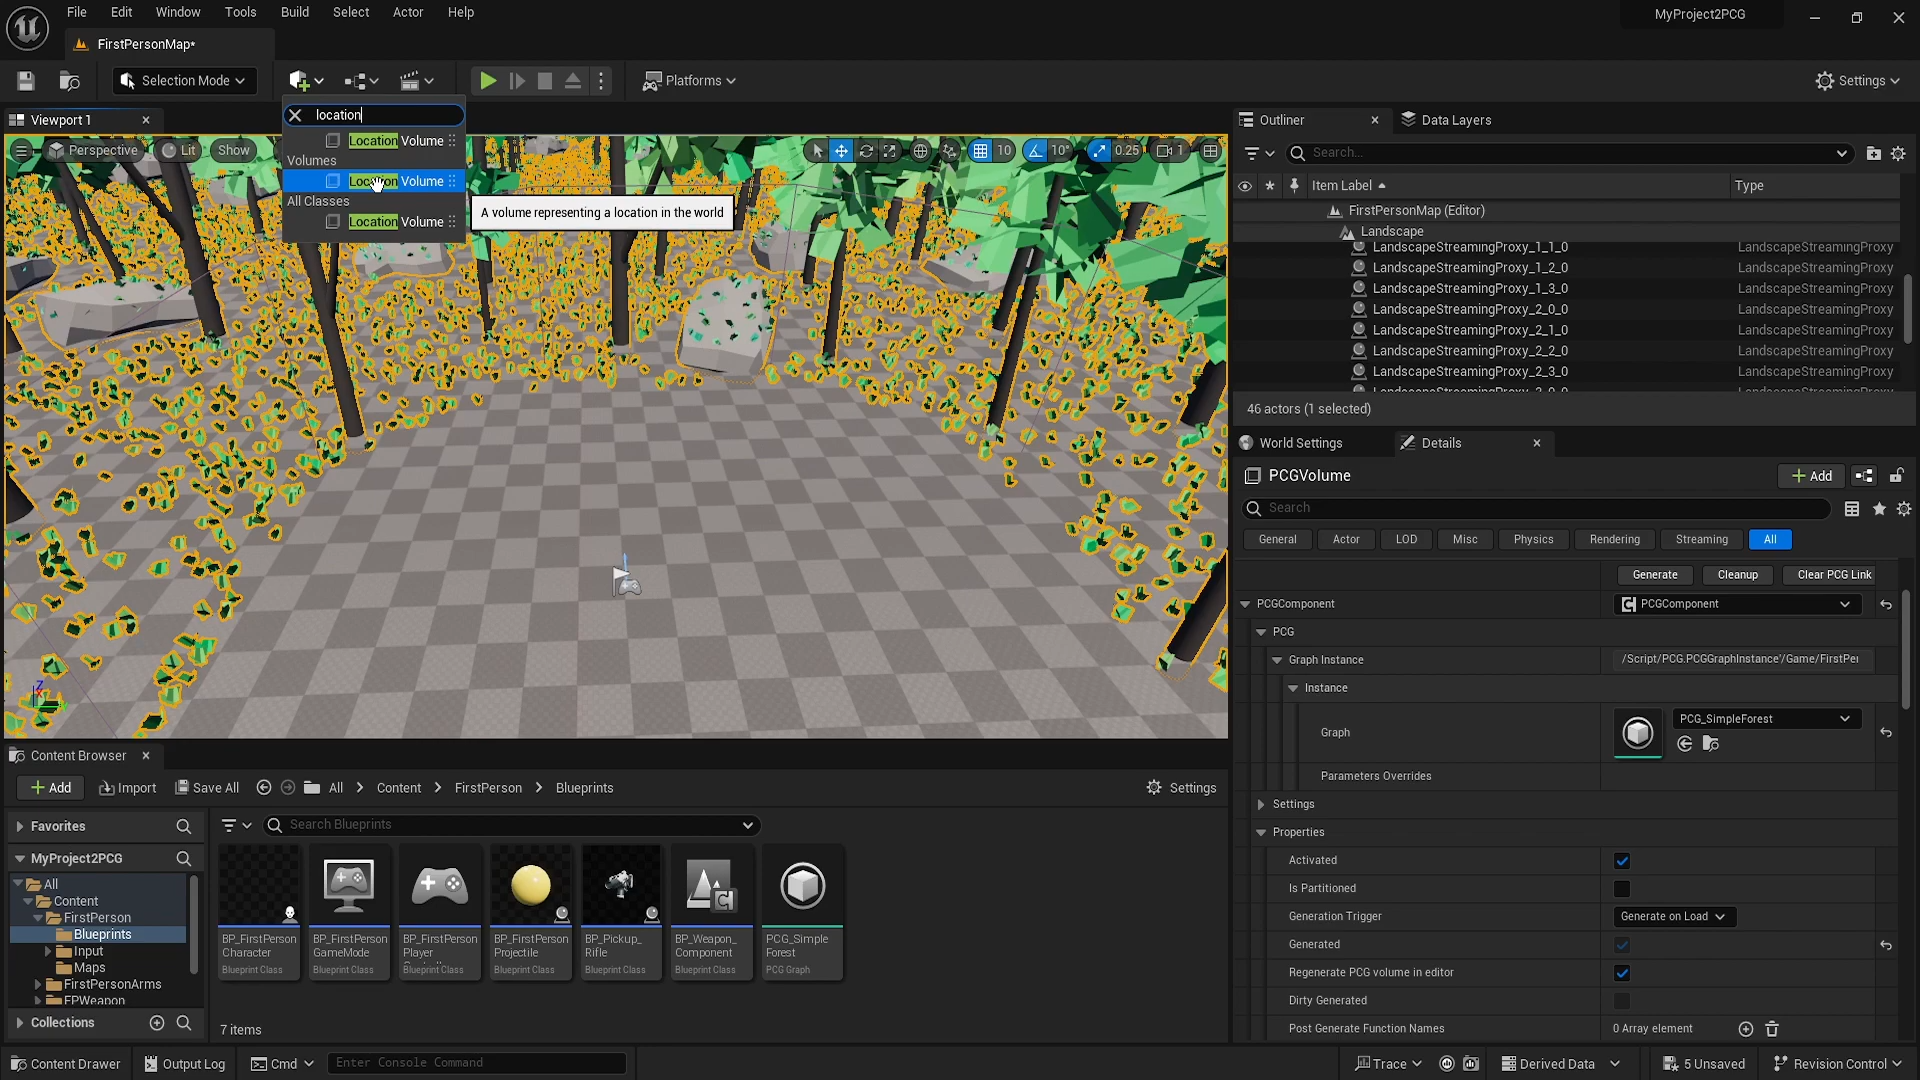 File Edit Window Tools Build Select Actor Help
MyProject2PCG
FirstPersonMap*
Selection Mode
Platforms
Settings
Viewport 1
location
Perspective Lit Show
Location Volume
Volumes
Location Volume
All Classes
Location Volume
A volume representing a location in the world
10 10° 0.25 1
Outliner Data Layers
Search...
Item Label Type
FirstPersonMap (Editor)
Landscape
LandscapeStreamingProxy_1_1_0 LandscapeStreamingProxy
LandscapeStreamingProxy_1_2_0 LandscapeStreamingProxy
LandscapeStreamingProxy_1_3_0 LandscapeStreamingProxy
LandscapeStreamingProxy_2_0_0 LandscapeStreamingProxy
LandscapeStreamingProxy_2_1_0 LandscapeStreamingProxy
LandscapeStreamingProxy_2_2_0 LandscapeStreamingProxy
LandscapeStreamingProxy_2_3_0 LandscapeStreamingProxy
46 actors (1 selected)
World Settings Details
PCGVolume
Add
Search
General Actor LOD Misc Physics Rendering Streaming All
Generate Cleanup Clear PCG Link
PCGComponent PCGComponent
PCG
Graph Instance /Script/PCG.PCGGraphInstance'/Game/FirstPer
Instance
Graph PCG_SimpleForest
Parameters Overrides
Settings
Properties
Activated
Is Partitioned
Generation Trigger Generate on Load
Generated
Regenerate PCG volume in editor
Dirty Generated
Post Generate Function Names 0 Array element
Z
Content Browser
Add Import Save All All Content FirstPerson Blueprints Settings
Favorites
Search Blueprints
MyProject2PCG
All
Content
FirstPerson
Blueprints
Input
Maps
FirstPersonArms
FPWeapon
Collections
BP_FirstPerson
Character
Blueprint Class
BP_FirstPerson
GameMode
Blueprint Class
BP_FirstPerson
Player
Blueprint Class
BP_FirstPerson
Projectile
Blueprint Class
BP_Pickup_
Rifle
Blueprint Class
BP_Weapon_
Component
Blueprint Class
PCG_Simple
Forest
PCG Graph
7 items
Content Drawer Output Log Cmd Enter Console Command
Trace Derived Data 5 Unsaved Revision Control